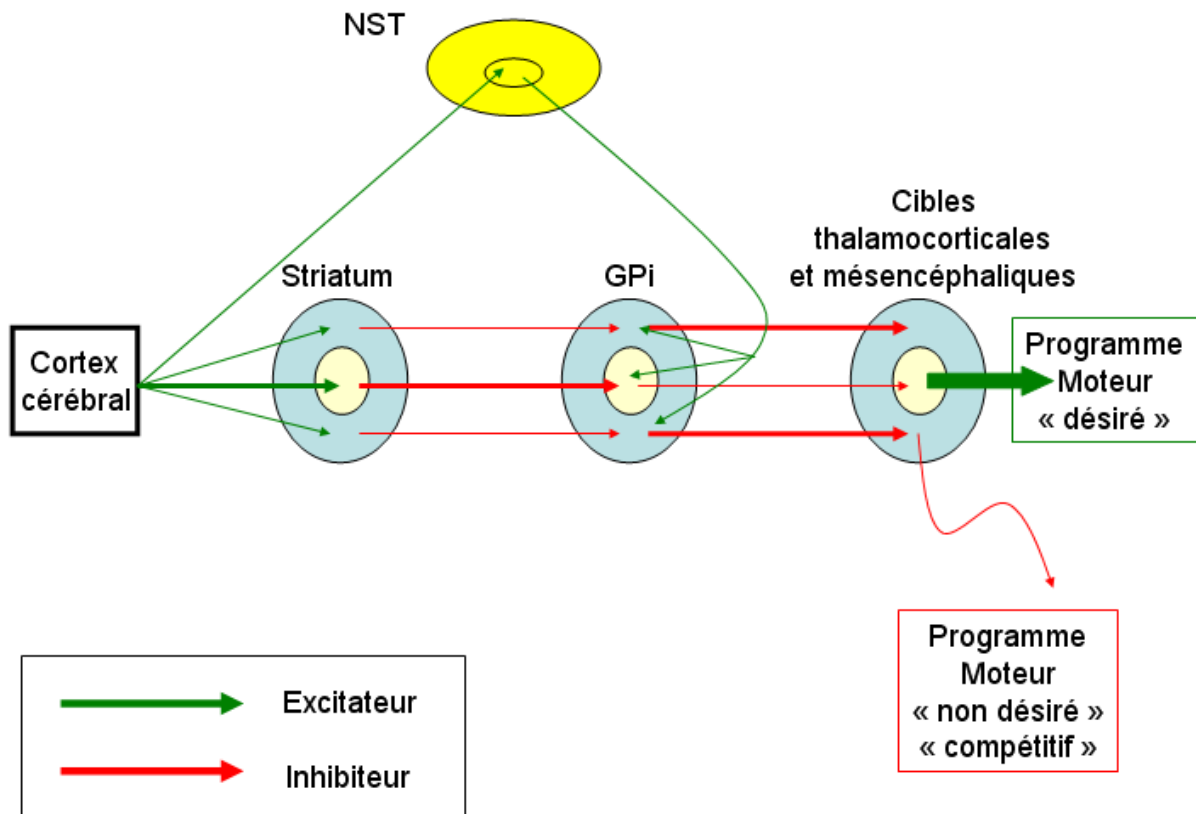 NST
Cibles
thalamocorticales
et mésencéphaliques
Striatum
GPi
Cortex
cérébral
Programme
Moteur
« désiré »
Programme
Moteur
« non désiré »
« compétitif »
Excitateur
Inhibiteur